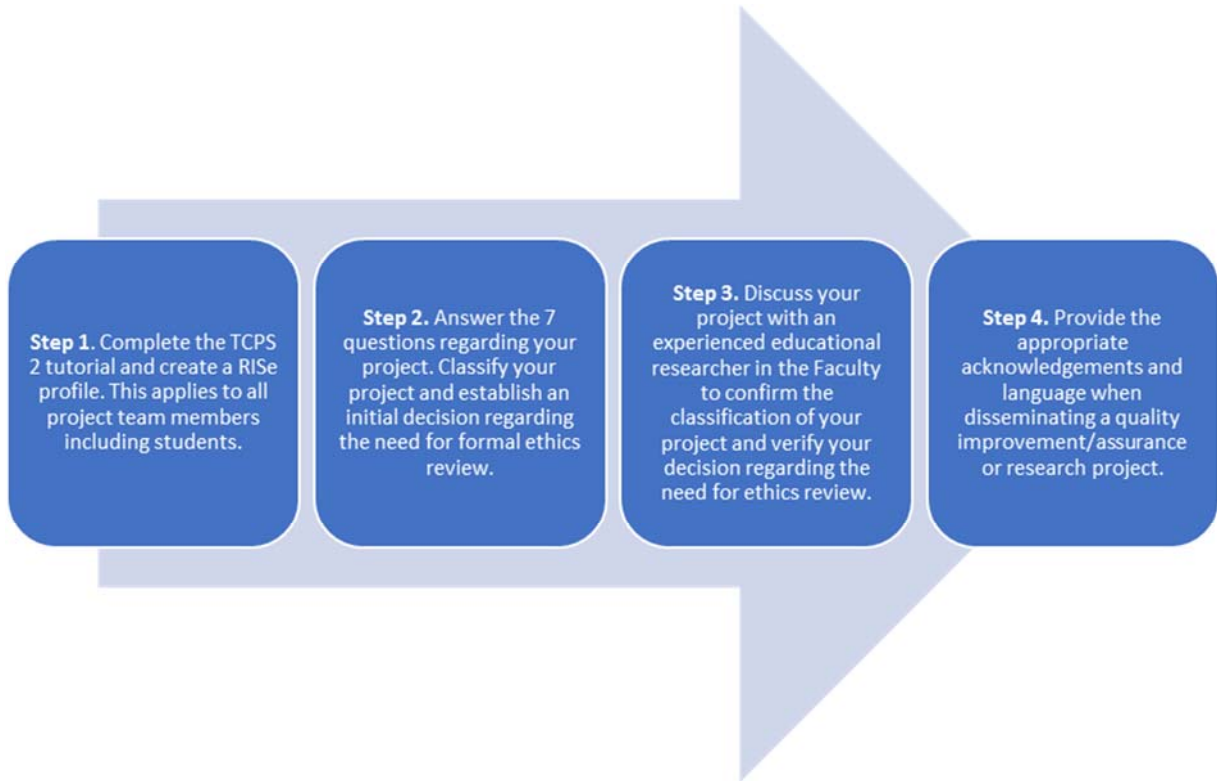 Step 1. Complete the TCPS
2 tutorial and create a RISe
profile. This applies to all
project team members
including students.
Step 2. Answer the 7
questions regarding your
project. Classify your
project and establish an
initial decision regarding
the need for formal ethics
review.
Step 3. Discuss your
project with an
experienced educational
researcher in the Faculty
to confirm the
classification of your
project and verify your
decision regarding the
need for ethics review.
Step 4. Provide the
appropriate
acknowledgements and
language when
disseminating a quality
improvement/assurance
or research project.